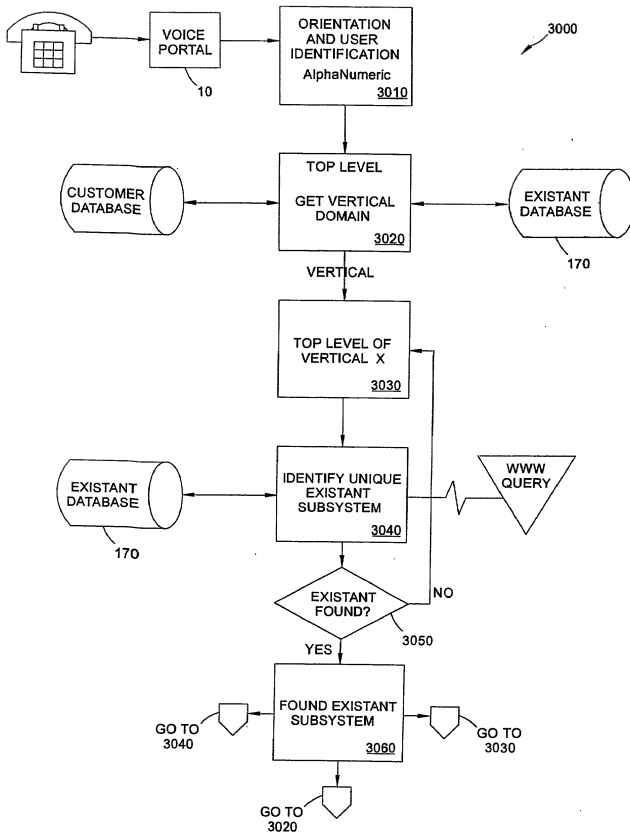 VOICE
PORTAL
10
ORIENTATION
AND USER
IDENTIFICATION
AlphaNumeric
3010
3000
CUSTOMER
DATABASE
TOP LEVEL
GET VERTICAL
DOMAIN
3020
EXISTANT
DATABASE
170
VERTICAL
TOP LEVEL OF
VERTICAL X
3030
EXISTANT
DATABASE
170
IDENTIFY UNIQUE
EXISTANT
SUBSYSTEM
3040
WWW
QUERY
EXISTANT
FOUND?
NO
3050
YES
FOUND EXISTANT
SUBSYSTEM
3060
GO TO
3040
GO TO
3030
GO TO
3020